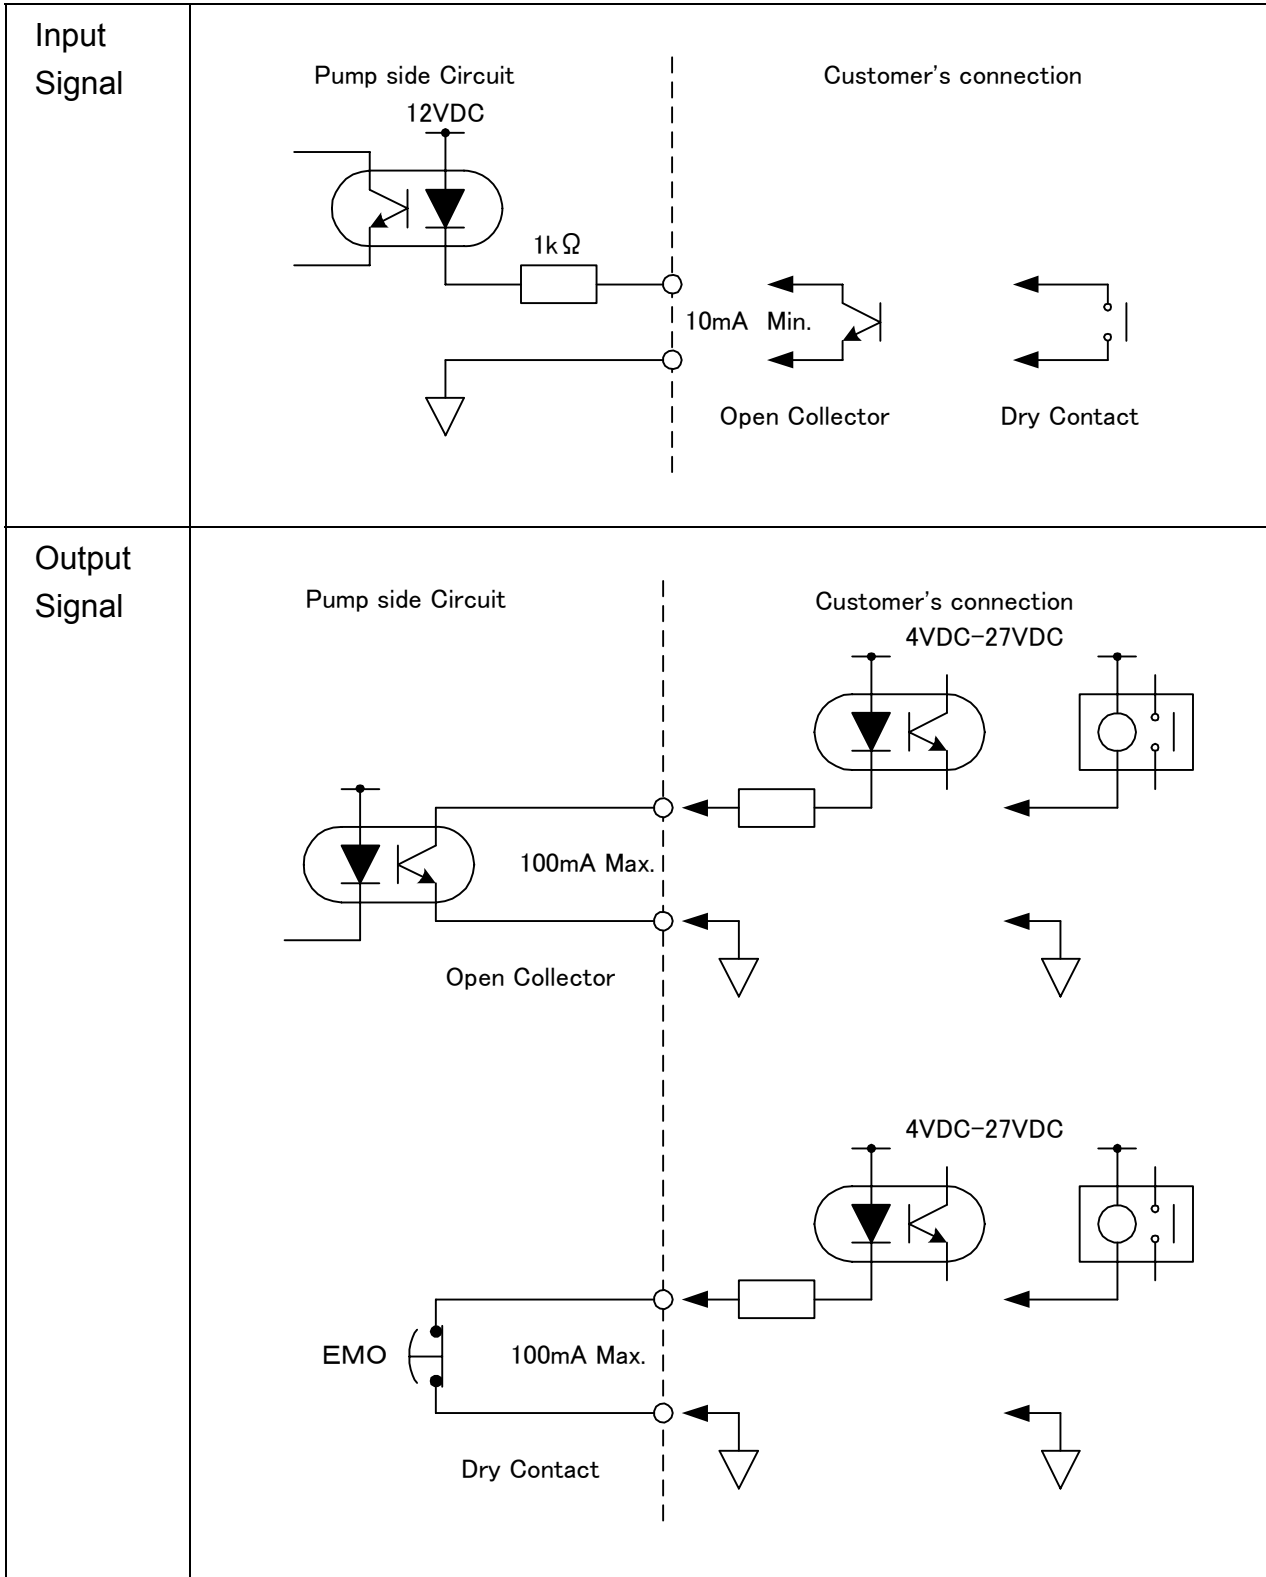 Input
Signal
Pump side Circuit
Customer's connection
12VDC
1kΩ
10mA Min.
Open Collector
Dry Contact
Output
Signal
Pump side Circuit
Customer's connection
4VDC-27VDC
100mA Max.
Open Collector
4VDC-27VDC
EMO
100mA Max.
Dry Contact